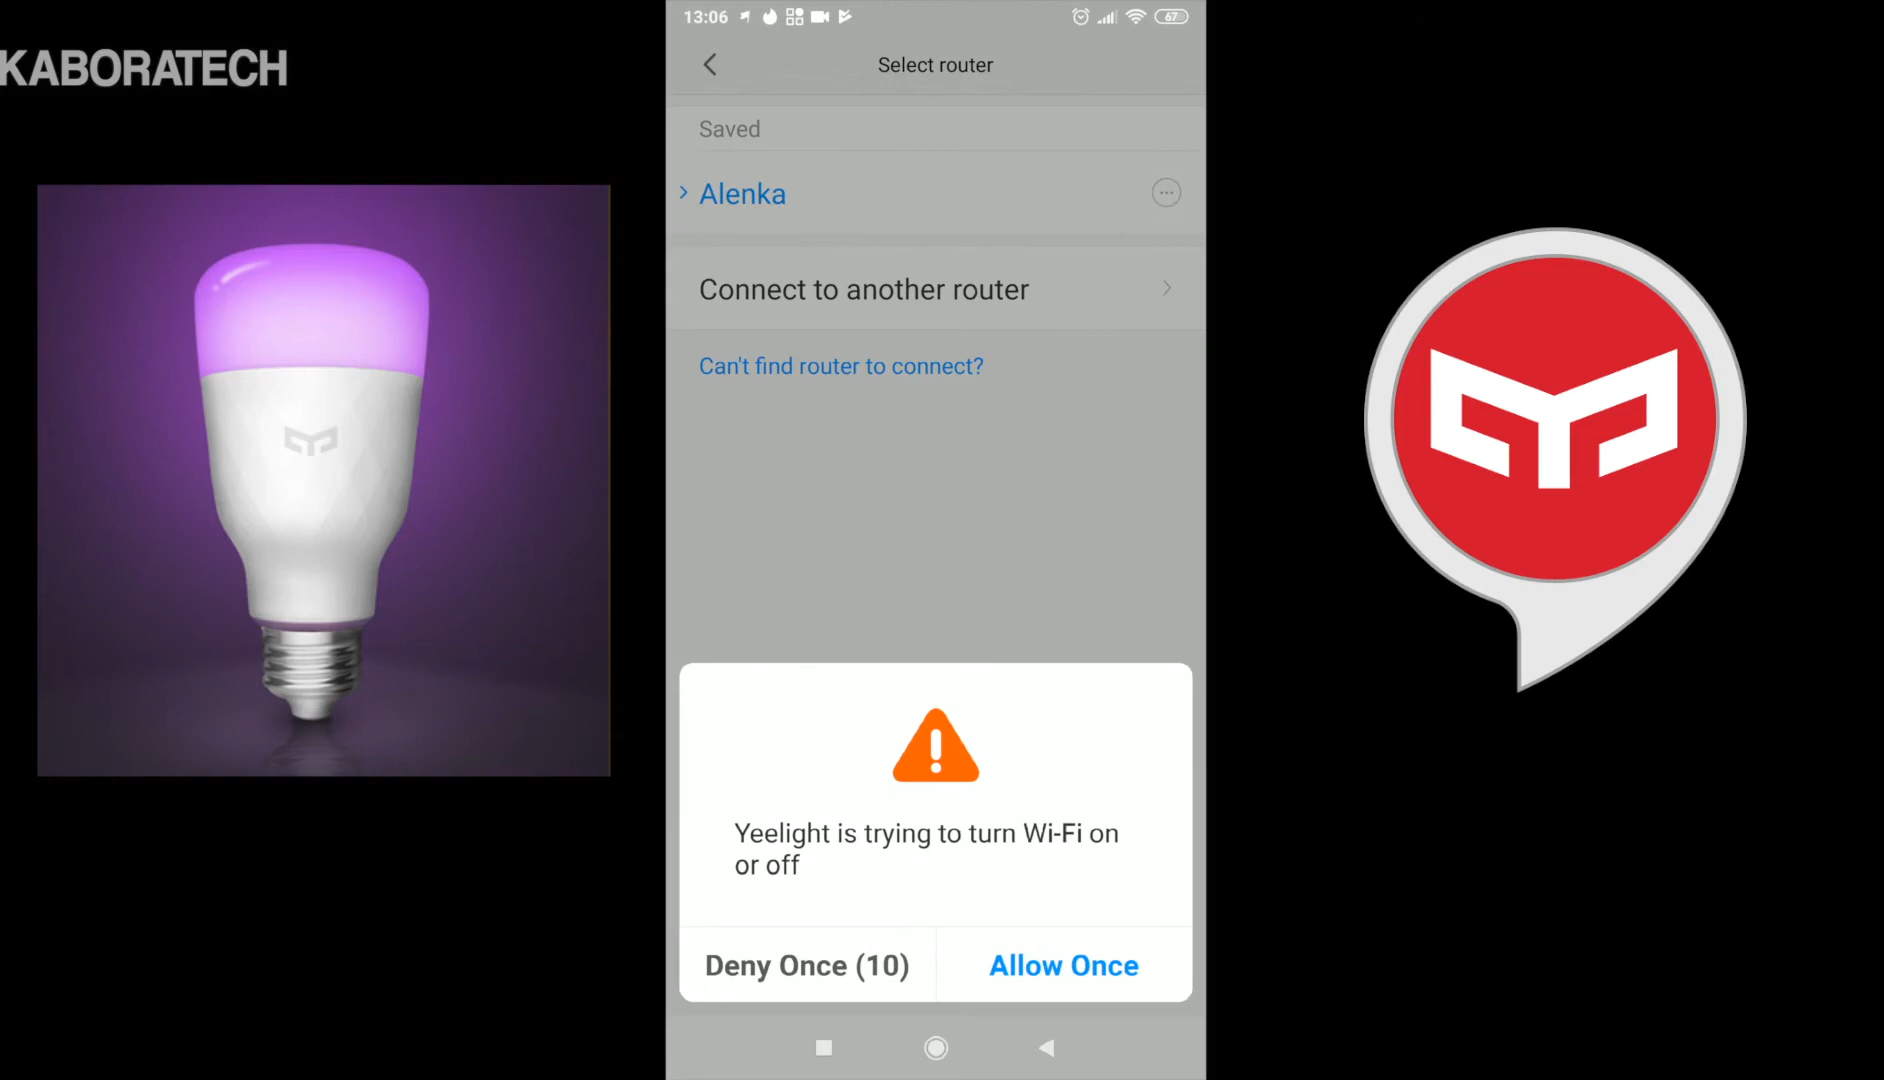 KABORATECH
13:06
67
Select router
Saved
Alenka
Connect to another router
Can't find router to connect?
Yeelight is trying to turn Wi-Fi on
or off
Deny Once (10)
Allow Once